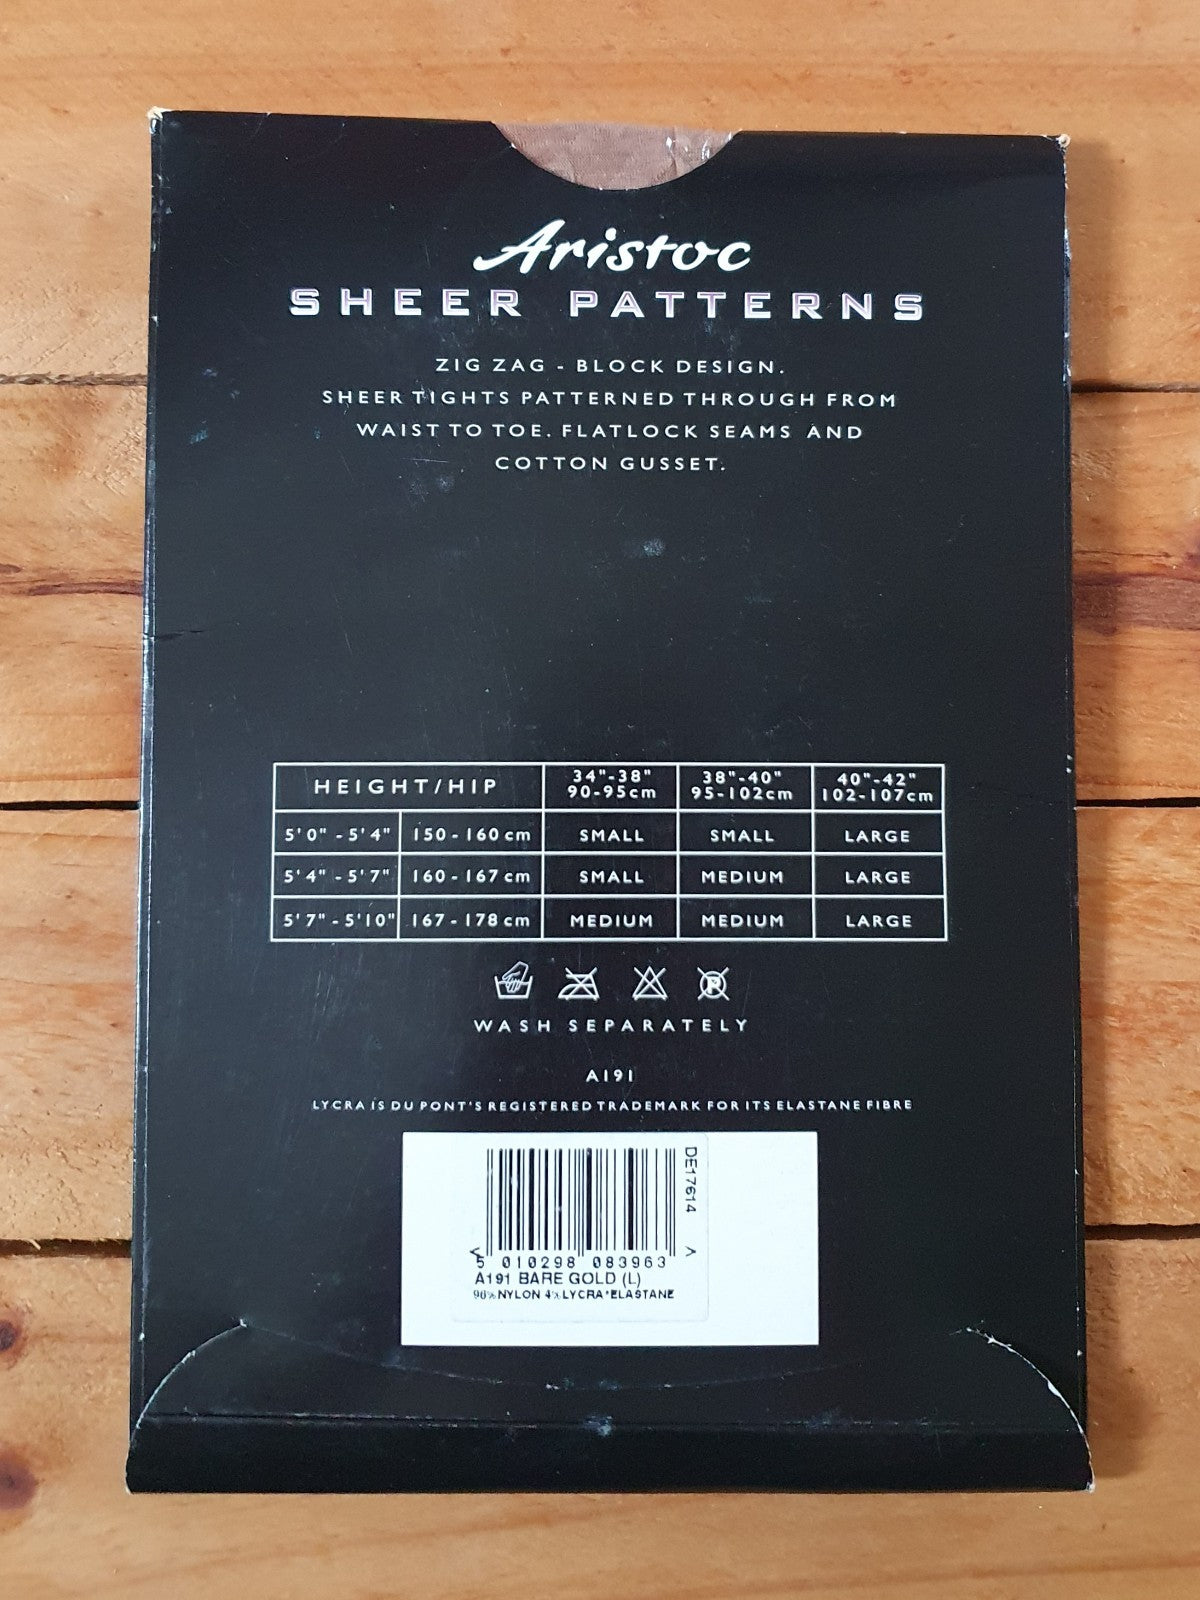 Aristoc
SHEER PATTERNS
ZIG ZAG - BLOCK DESIGN.
SHEER TIGHTS PATTERNED THROUGH FROM
WAIST TO TOE. FLATLOCK SEAMS AND
COTTON GUSSET.
HEIGHT/HIP 34"-38" 90-95cm 38"-40" 95-102cm 40"-42" 102-107cm
5'0" - 5'4" 150 - 160 cm SMALL SMALL LARGE
5'4" - 5'7" 160 - 167 cm SMALL MEDIUM LARGE
5'7" - 5'10" 167 - 178 cm MEDIUM MEDIUM LARGE
P
WASH SEPARATELY
A191
LYCRA IS DU PONT'S REGISTERED TRADEMARK FOR ITS ELASTANE FIBRE
DE17614
5 010298 083963 >
A191 BARE GOLD (L)
96% NYLON 4% LYCRA*ELASTANE